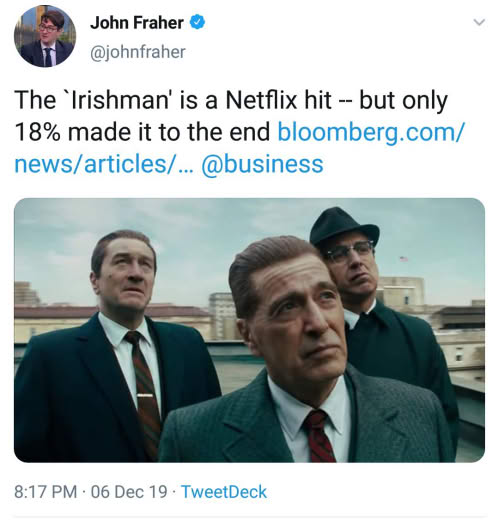 John Fraher
@johnfraher
The `Irishman' is a Netflix hit -- but only
18% made it to the end bloomberg.com/
news/articles/… @business
8:17 PM · 06 Dec 19 · TweetDeck